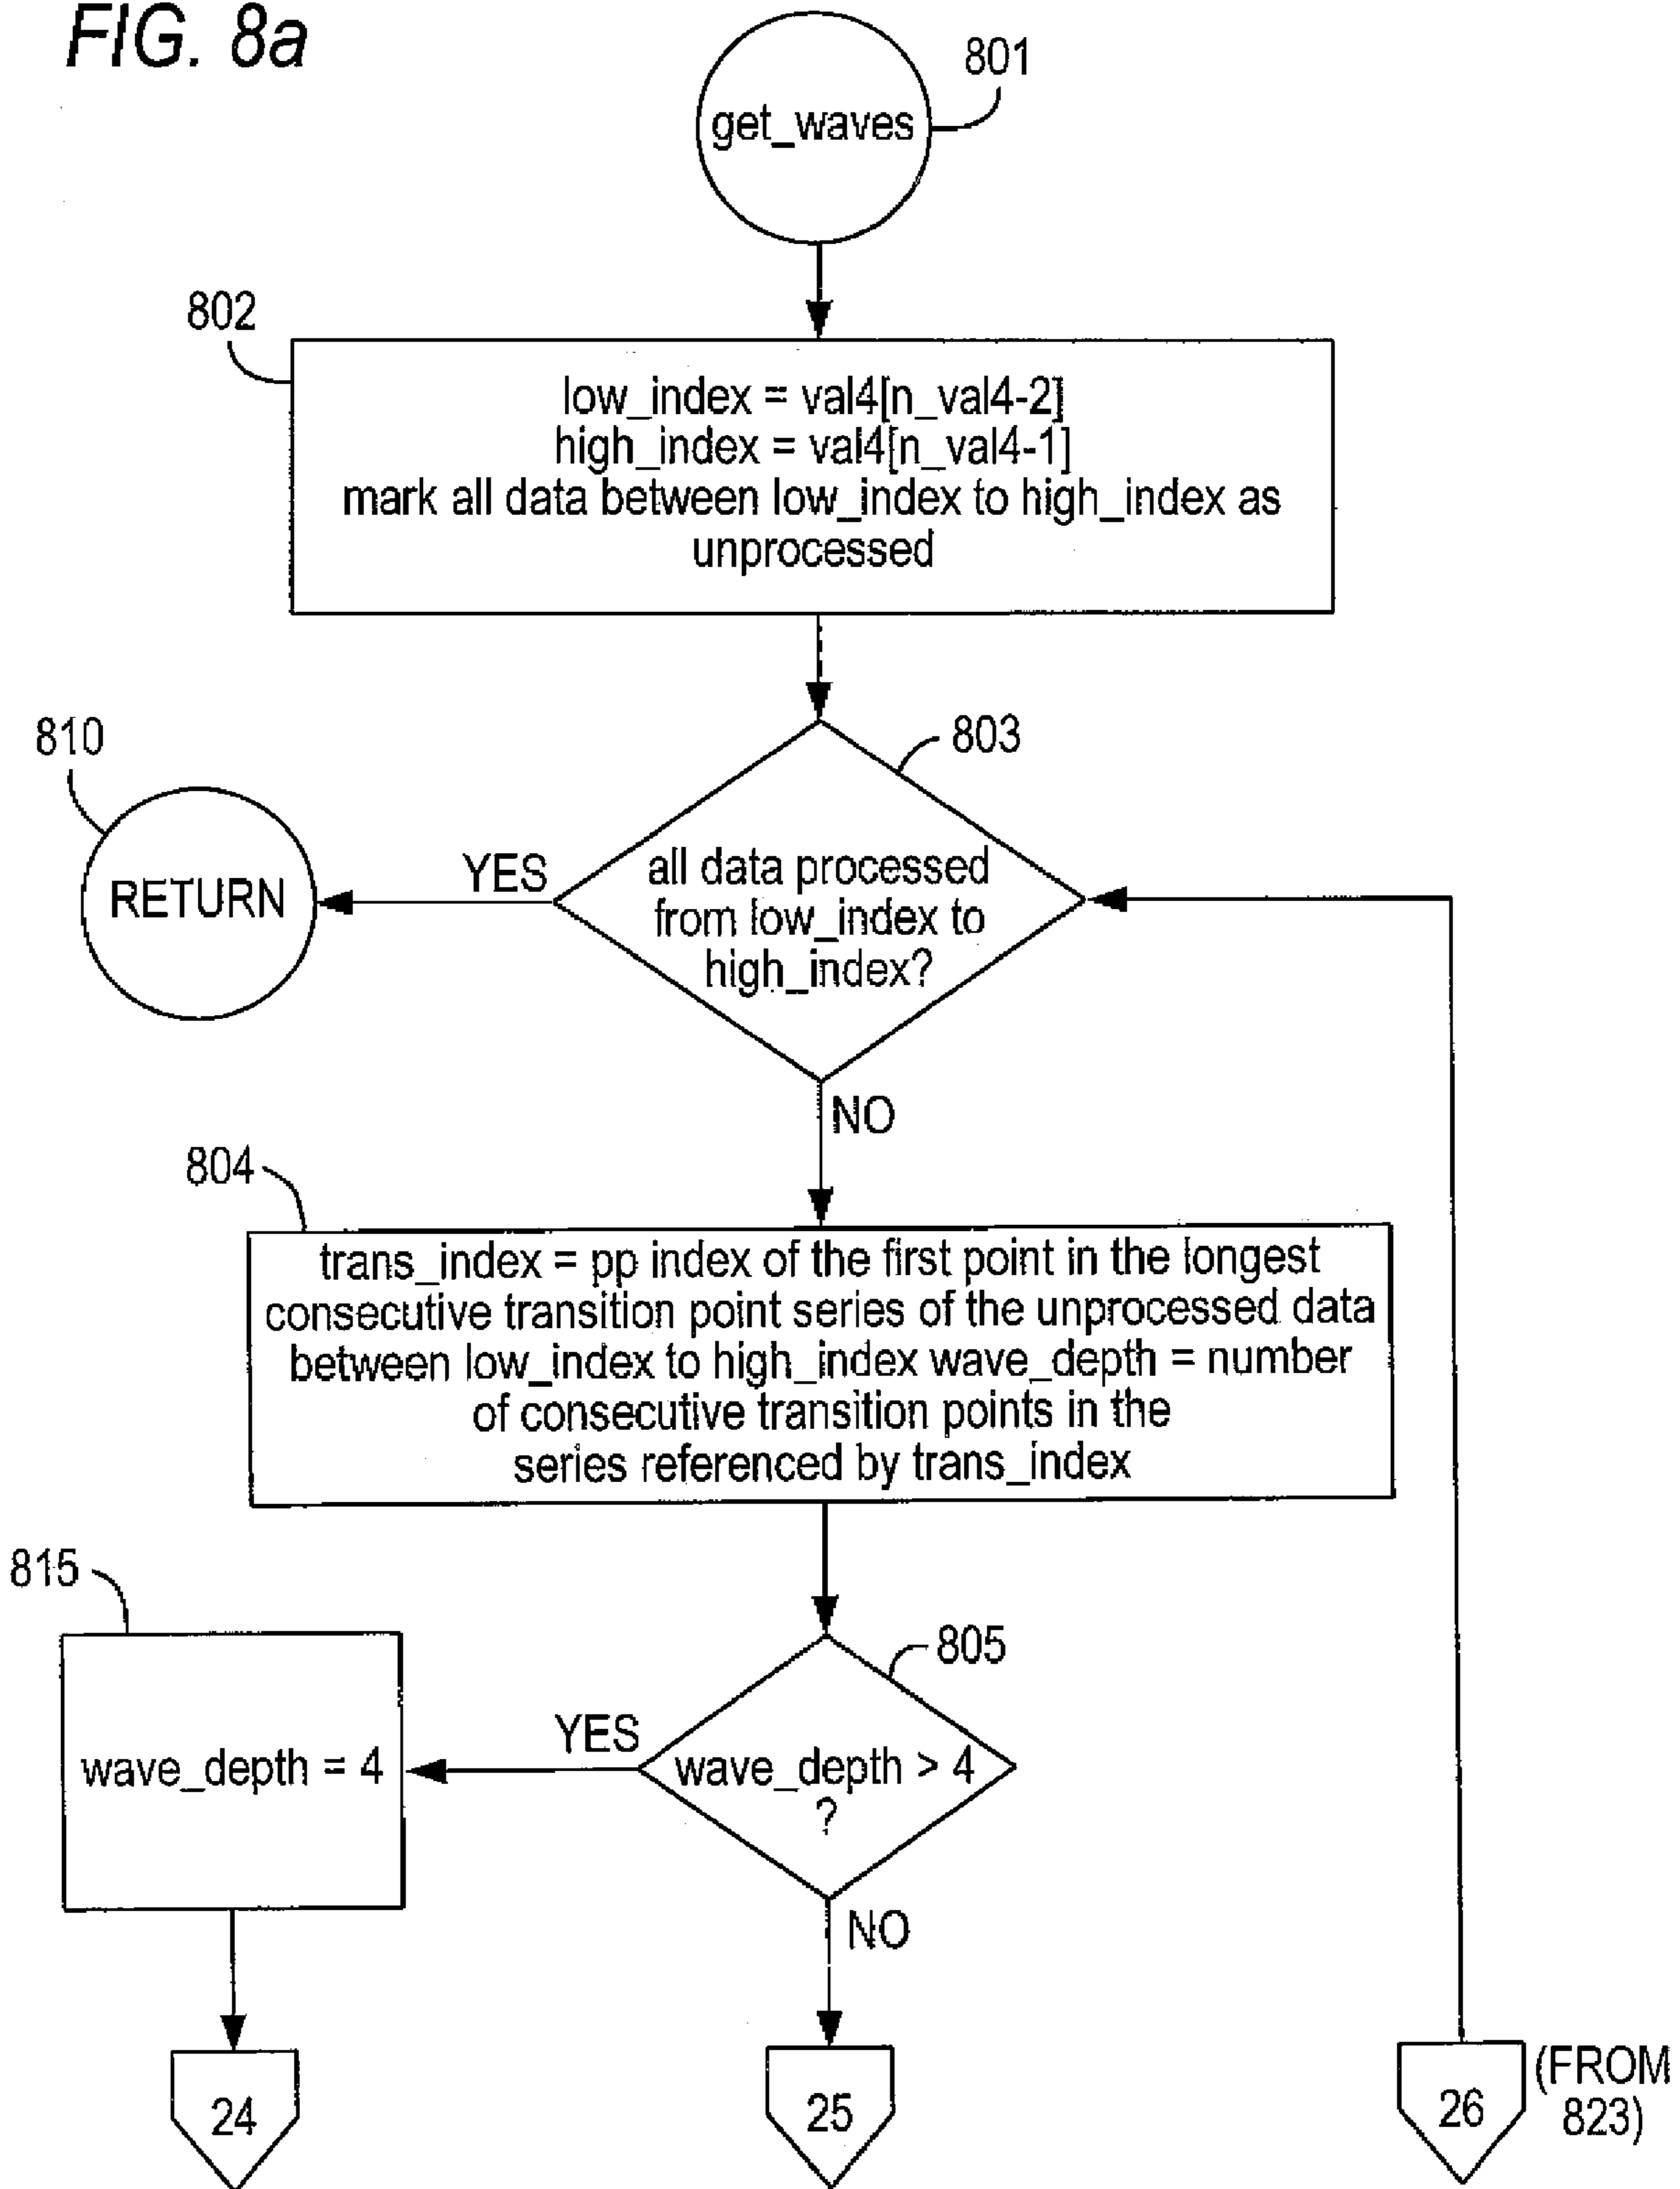 FIG. 8a
801
get_waves
802
low_index = val4[n_val4-2]
high_index = val4[n_val4-1]
mark all data between low_index to high_index as
unprocessed
810
803
RETURN
YES
all data processed
from low_index to
high_index?
NO
804
trans_index = pp index of the first point in the longest
consecutive transition point series of the unprocessed data
between low_index to high_index wave_depth = number
of consecutive transition points in the
series referenced by trans_index
815
805
wave_depth = 4
YES
wave_depth > 4
?
NO
24
25
26
(FROM
823)